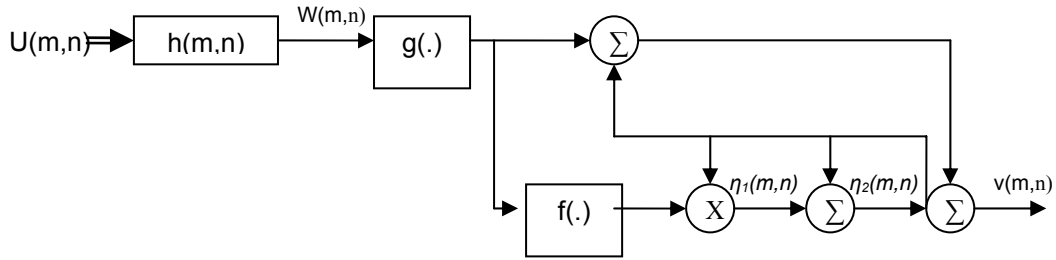 W(m,n)
U(m,n)
h(m,n)
g(.)
∑
η₁(m,n)
η₂(m,n)
v(m,n)
f(.)
X
∑
∑